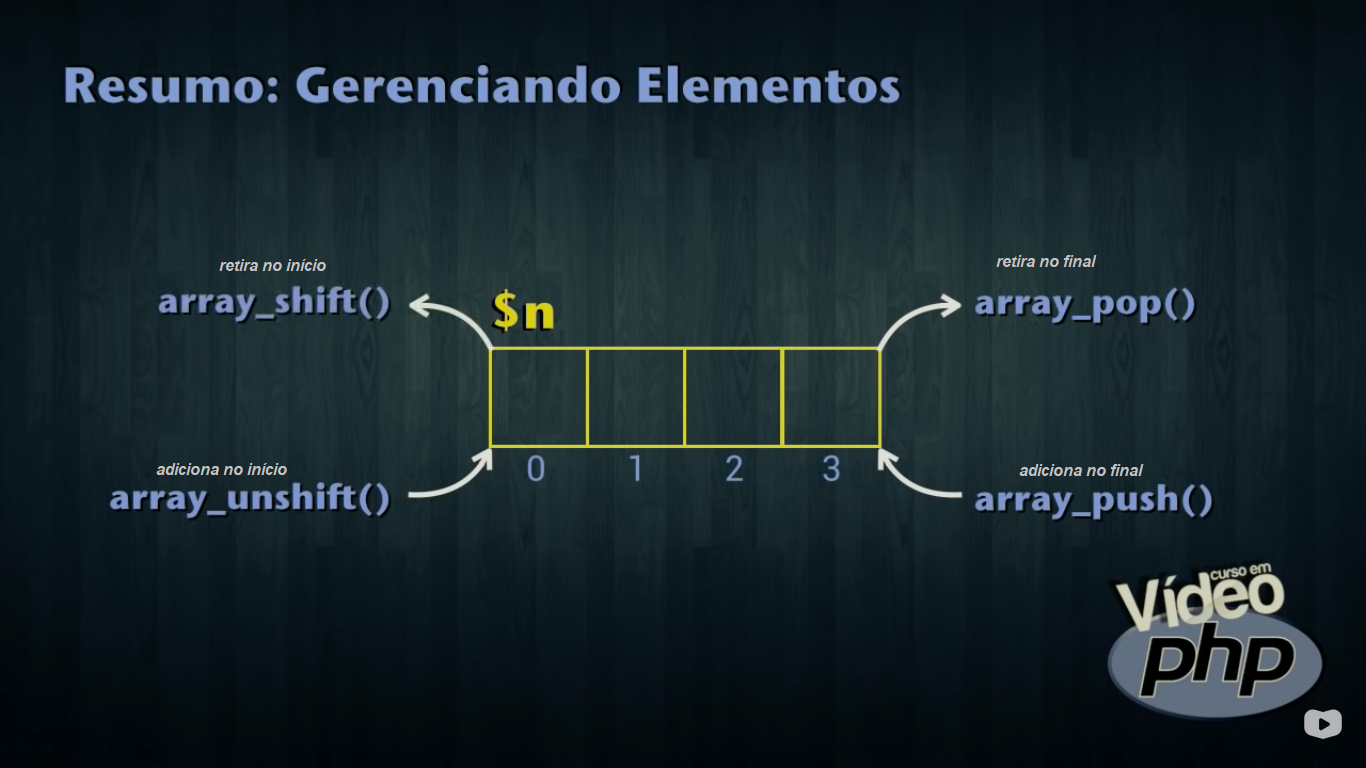 Resumo: Gerenciando Elementos
retira no início
array_shift()
retira no final
array_pop()
$n
0 1 2 3
adiciona no início
array_unshift()
adiciona no final
array_push()
curso em
Vídeo
php